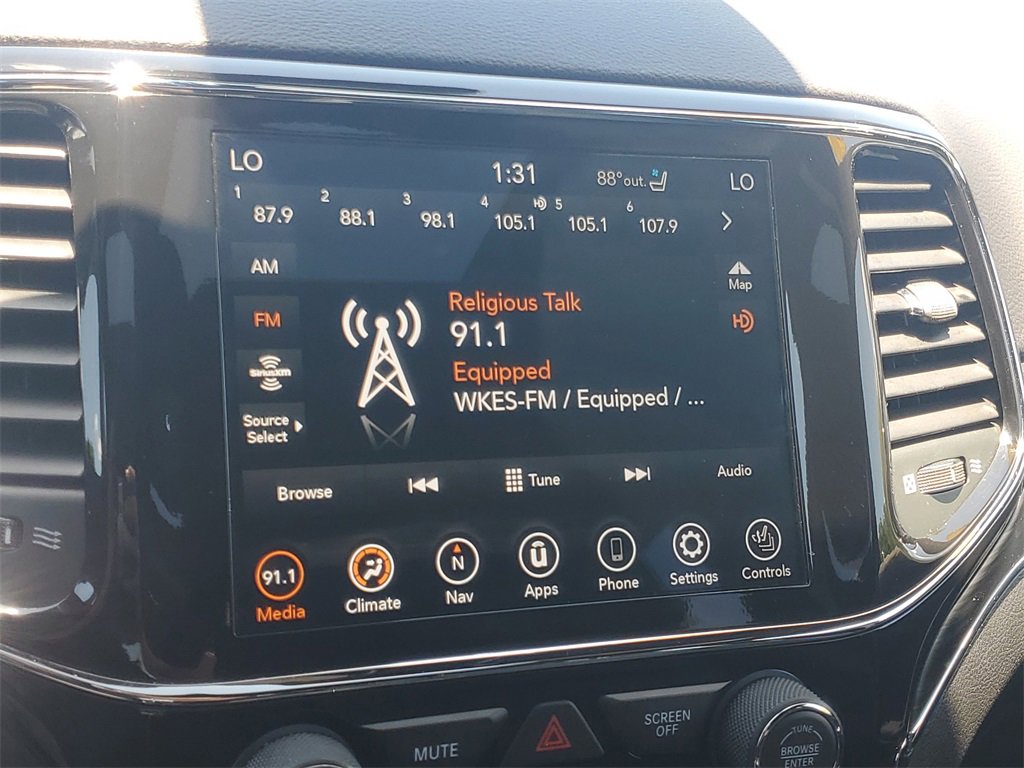 LO 1:31 88°out. LO
1 87.9 2 88.1 3 98.1 4 105.1 HD 5 105.1 6 107.9
AM
Map
Religious Talk
FM
91.1
HD
SiriusXM
Equipped
WKES-FM / Equipped / ...
Source
Select
Browse Tune Audio
91.1 N
Media Climate Nav Apps Phone Settings Controls
MUTE
SCREEN
OFF
TUNE
BROWSE
ENTER